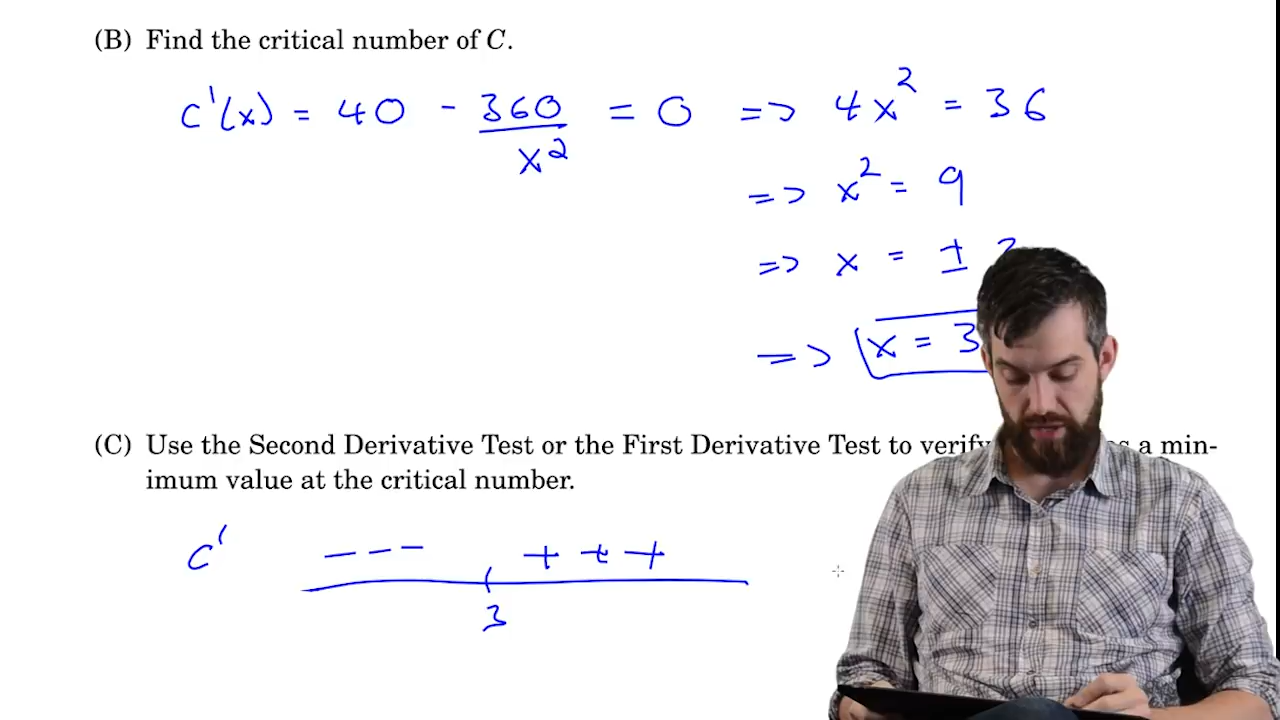 (B) Find the critical number of C.
C'(x) = 40 - 360/x² = 0 => 4x² = 36
=> x² = 9
=> x = ±
=> x = 3
(C) Use the Second Derivative Test or the First Derivative Test to verify a min-
imum value at the critical number.
C' − − − + + +
3